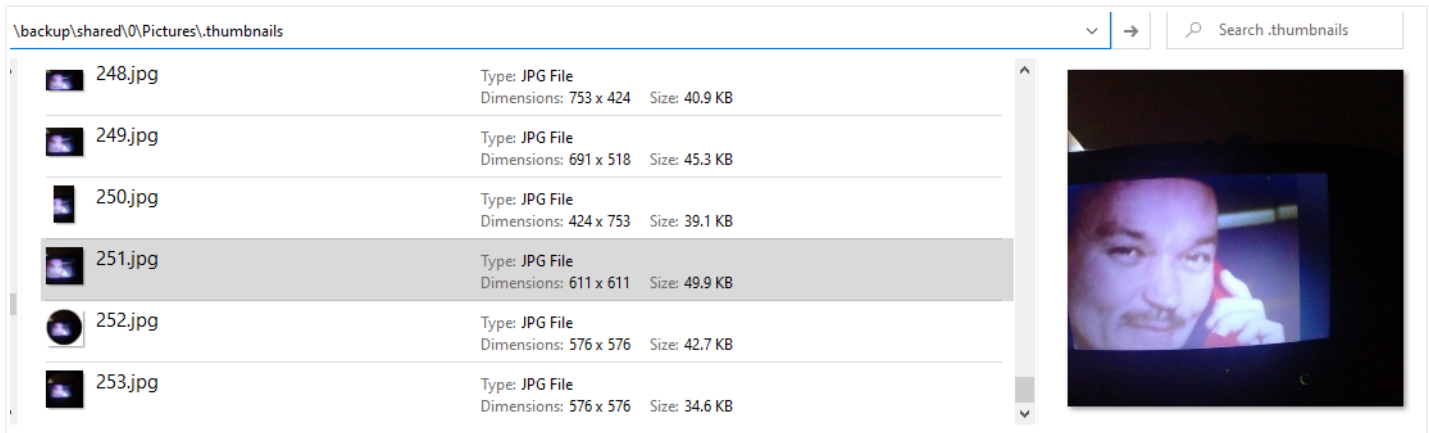 \backup\shared\0\Pictures\.thumbnails
Search .thumbnails
248.jpg
Type: JPG File
Dimensions: 753 x 424 Size: 40.9 KB
249.jpg
Type: JPG File
Dimensions: 691 x 518 Size: 45.3 KB
250.jpg
Type: JPG File
Dimensions: 424 x 753 Size: 39.1 KB
251.jpg
Type: JPG File
Dimensions: 611 x 611 Size: 49.9 KB
252.jpg
Type: JPG File
Dimensions: 576 x 576 Size: 42.7 KB
253.jpg
Type: JPG File
Dimensions: 576 x 576 Size: 34.6 KB